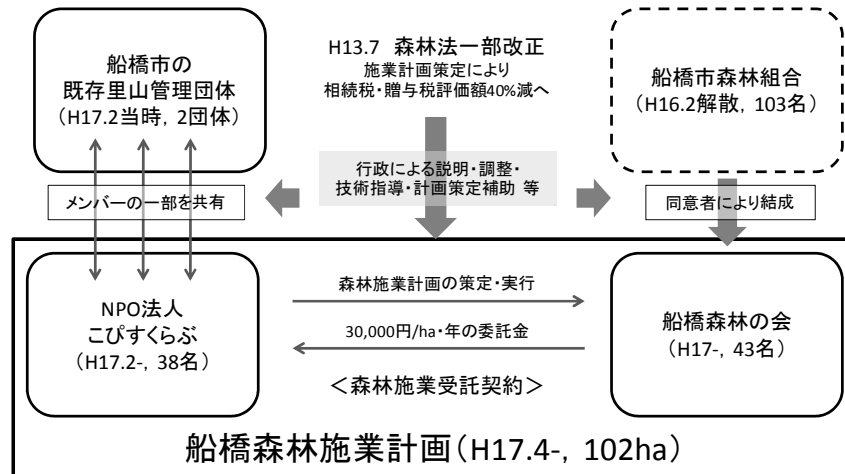 船橋市の
既存里山管理団体
（H17.2当時，2団体）
H13.7 森林法一部改正
施業計画策定により
相続税・贈与税評価額40%減へ
船橋市森林組合
（H16.2解散，103名）
行政による説明・調整・
技術指導・計画策定補助 等
メンバーの一部を共有
同意者により結成
NPO法人
こぴすくらぶ
（H17.2-，38名）
森林施業計画の策定・実行
30,000円/ha・年の委託金
＜森林施業受託契約＞
船橋森林の会
（H17-，43名）
船橋森林施業計画（H17.4-，102ha）